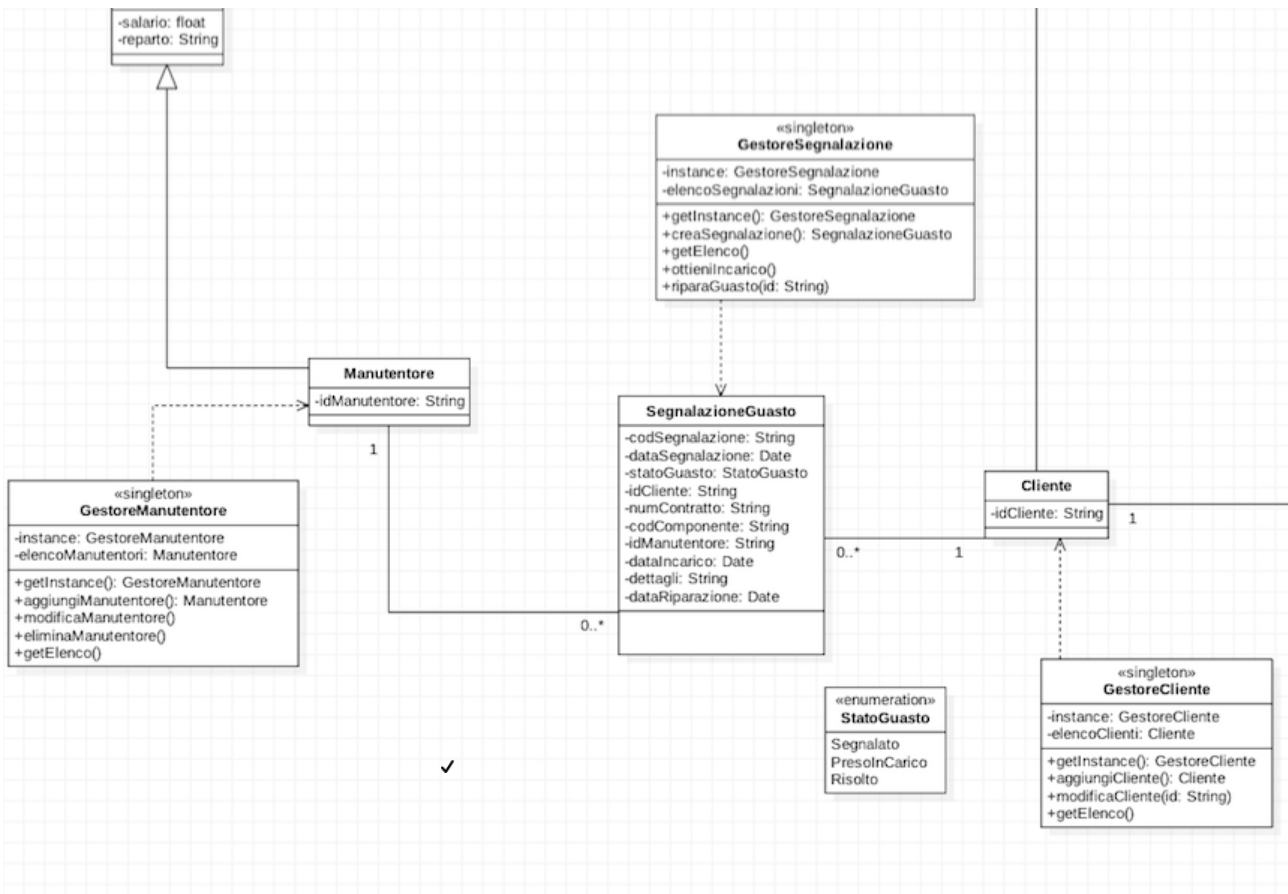 -salario: float
-reparto: String
«singleton»
GestoreSegnalazione
-instance: GestoreSegnalazione
-elencoSegnalazioni: SegnalazioneGuasto
+getInstance(): GestoreSegnalazione
+creaSegnalazione(): SegnalazioneGuasto
+getElenco()
+ottieniIncarico()
+riparaGuasto(id: String)
Manutentore
-idManutentore: String
1
«singleton»
GestoreManutentore
-instance: GestoreManutentore
-elencoManutentori: Manutentore
+getInstance(): GestoreManutentore
+aggiungiManutentore(): Manutentore
+modificaManutentore()
+eliminaManutentore()
+getElenco()
SegnalazioneGuasto
-codSegnalazione: String
-dataSegnalazione: Date
-statoGuasto: StatoGuasto
-idCliente: String
-numContratto: String
-codComponente: String
-idManutentore: String
-dataIncarico: Date
-dettagli: String
-dataRiparazione: Date
0..*
0..*
1
Cliente
-idCliente: String
1
«enumeration»
StatoGuasto
Segnalato
PresoInCarico
Risolto
«singleton»
GestoreCliente
-instance: GestoreCliente
-elencoClienti: Cliente
+getInstance(): GestoreCliente
+aggiungiCliente(): Cliente
+modificaCliente(id: String)
+getElenco()